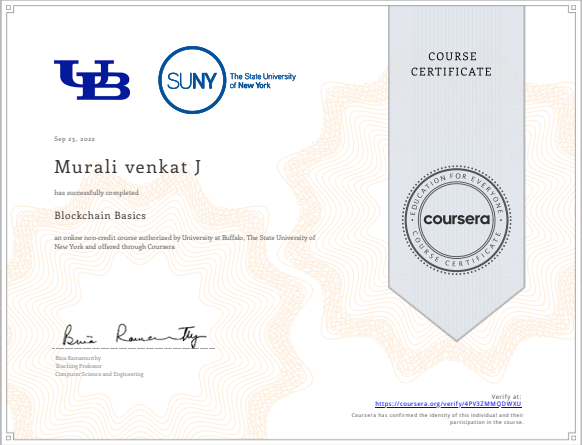 UB
SUNY The State University
of New York
COURSE
CERTIFICATE
Sep 23, 2022
Murali venkat J
has successfully completed
Blockchain Basics
an online non-credit course authorized by University at Buffalo, The State University of
New York and offered through Coursera
EDUCATION FOR EVERYONE
coursera
COURSE CERTIFICATE
Bina Ramamurthy
Bina Ramamurthy
Teaching Professor
Computer Science and Engineering
Verify at:
https://coursera.org/verify/4PV3ZMMQDWXU
Coursera has confirmed the identity of this individual and their
participation in the course.